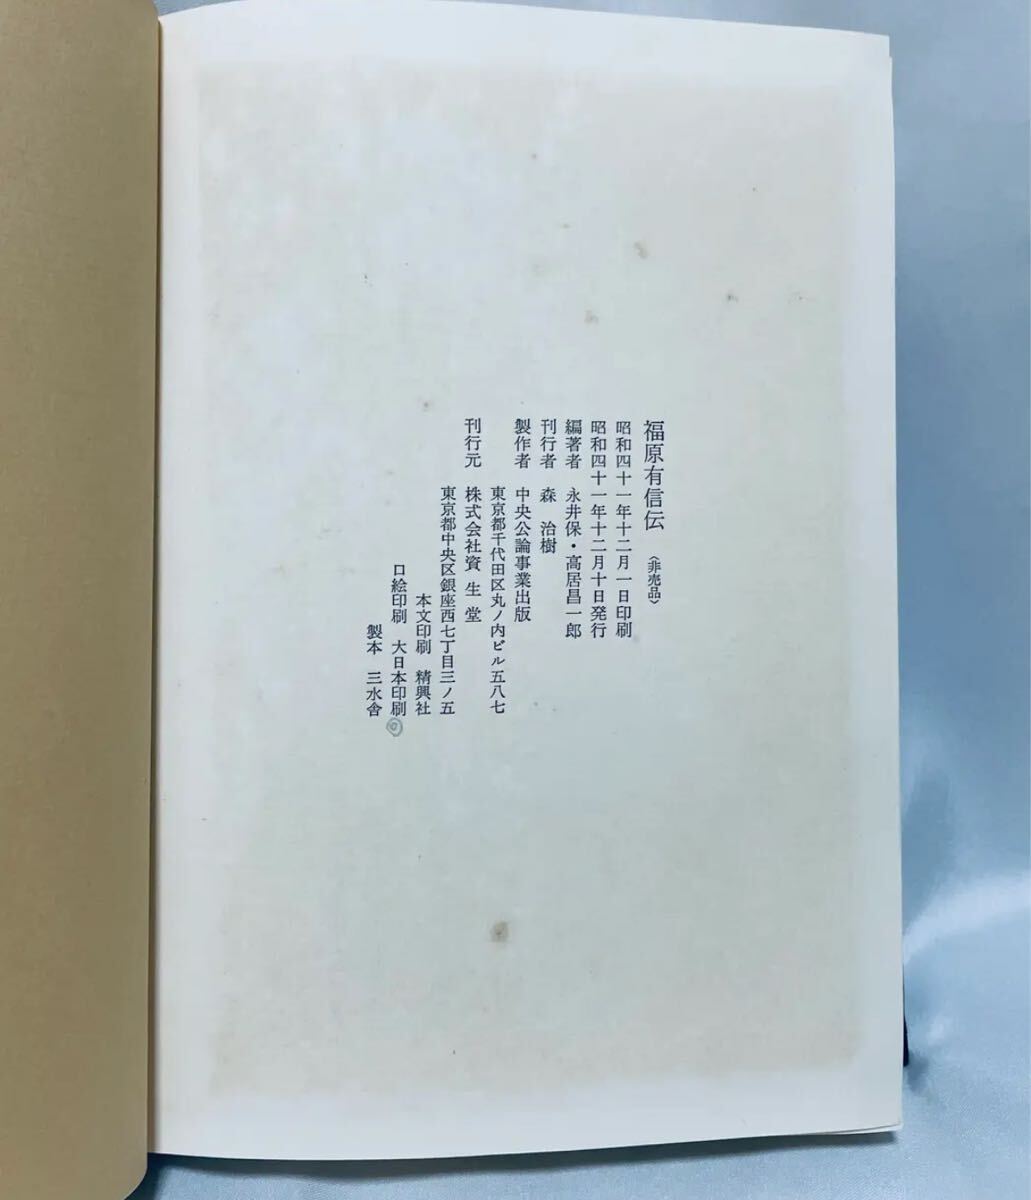 福原有信伝 〈非売品〉
昭和四十一年十二月一日印刷
昭和四十一年十二月十日発行
編著者 永井保・高居昌一郎
刊行者 森 治樹
製作者 中央公論事業出版
東京都千代田区丸ノ内ビル五八七
刊行元 株式会社資生堂
東京都中央区銀座西七丁目三ノ五
本文印刷 精興社
口絵印刷 大日本印刷
製本 三水舎